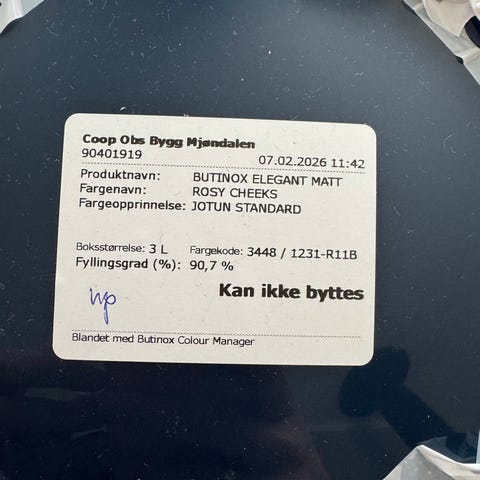 Coop Obs Bygg Mjøndalen
90401919 07.02.2026 11:42
Produktnavn: BUTINOX ELEGANT MATT
Fargenavn: ROSY CHEEKS
Fargeopprinnelse: JOTUN STANDARD
Boksstørrelse: 3 L Fargekode: 3448 / 1231-R11B
Fyllingsgrad (%): 90,7 %
Kan ikke byttes
Blandet med Butinox Colour Manager